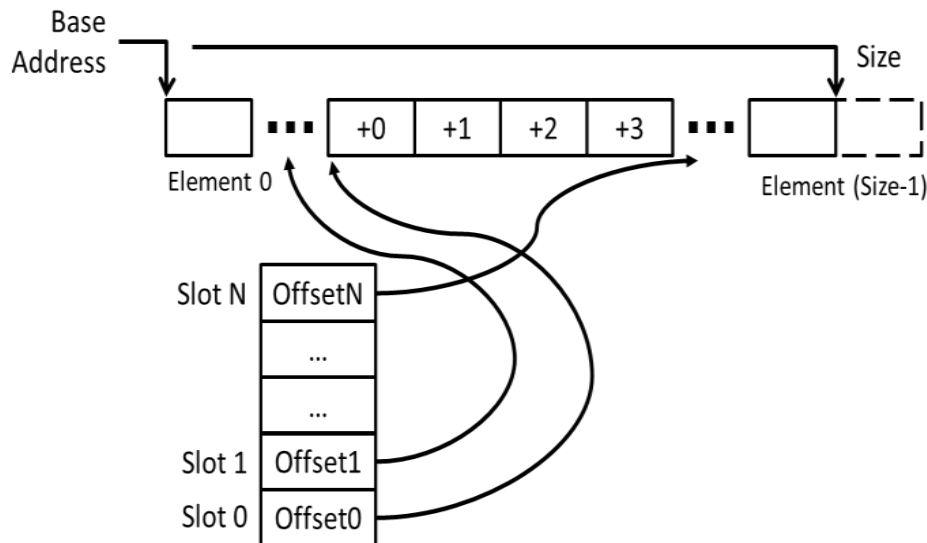 Base
Address
Size
+0 +1 +2 +3
Element 0
Element (Size-1)
Slot N OffsetN
...
...
Slot 1 Offset1
Slot 0 Offset0